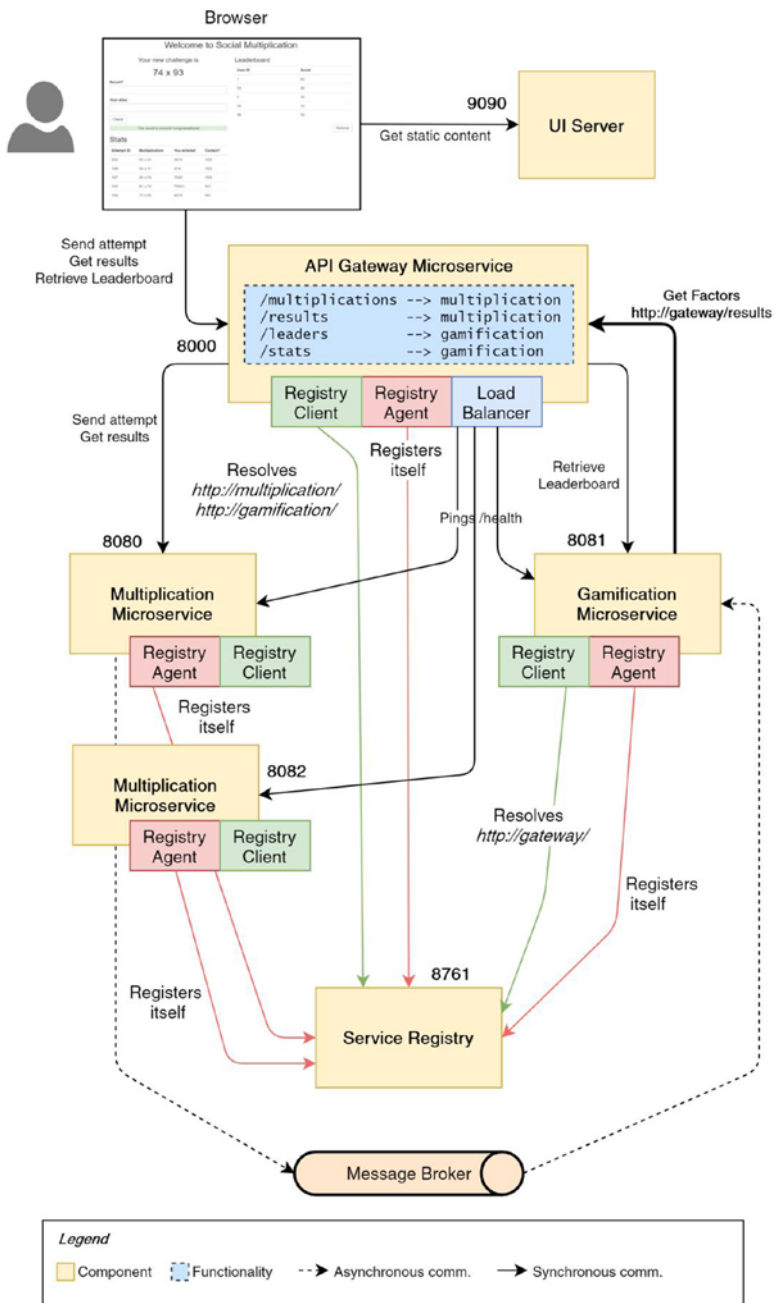 Browser
Welcome to Social Multiplication
Your new challenge is
74 x 93
Leaderboard
Stats
9090
Get static content
UI Server
Send attempt
Get results
Retrieve Leaderboard
API Gateway Microservice
/multiplications --> multiplication
/results --> multiplication
/leaders --> gamification
/stats --> gamification
Get Factors
http://gateway/results
8000
Registry
Client
Registry
Agent
Load
Balancer
Send attempt
Get results
Resolves
http://multiplication/
http://gamification/
Registers
itself
Retrieve
Leaderboard
Pings /health
8080
Multiplication
Microservice
Registry
Agent
Registry
Client
8081
Gamification
Microservice
Registry
Client
Registry
Agent
Registers
itself
8082
Multiplication
Microservice
Registry
Agent
Registry
Client
Resolves
http://gateway/
Registers
itself
Registers
itself
8761
Service Registry
Message Broker
Legend
Component
Functionality
Asynchronous comm.
Synchronous comm.